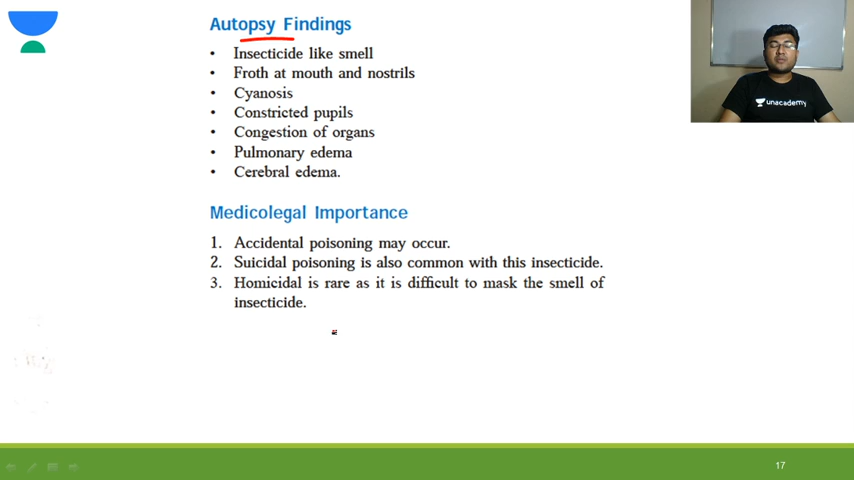 Autopsy Findings
• Insecticide like smell
• Froth at mouth and nostrils
• Cyanosis
• Constricted pupils
• Congestion of organs
• Pulmonary edema
• Cerebral edema.
Medicolegal Importance
1. Accidental poisoning may occur.
2. Suicidal poisoning is also common with this insecticide.
3. Homicidal is rare as it is difficult to mask the smell of
insecticide.
unacademy
17